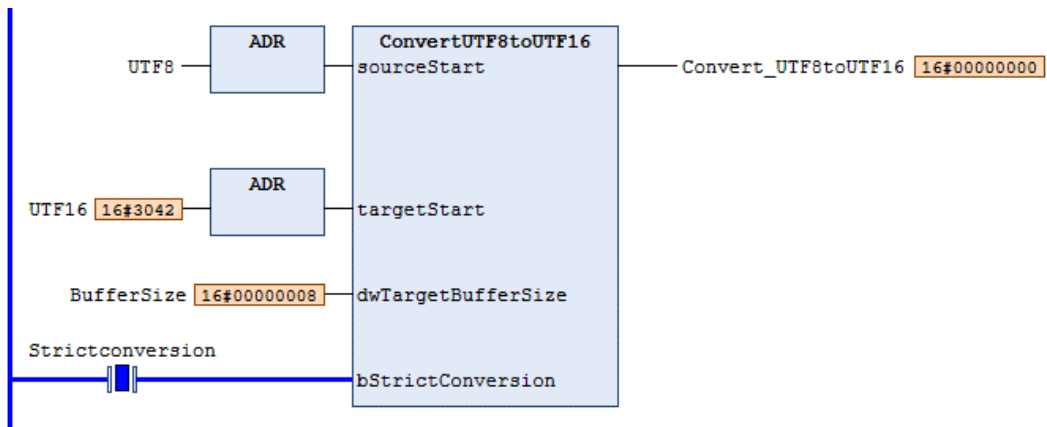 ADR
ConvertUTF8toUTF16
UTF8
sourceStart
Convert_UTF8toUTF16 16#00000000
ADR
UTF16 16#3042
targetStart
BufferSize 16#00000008
dwTargetBufferSize
Strictconversion
bStrictConversion